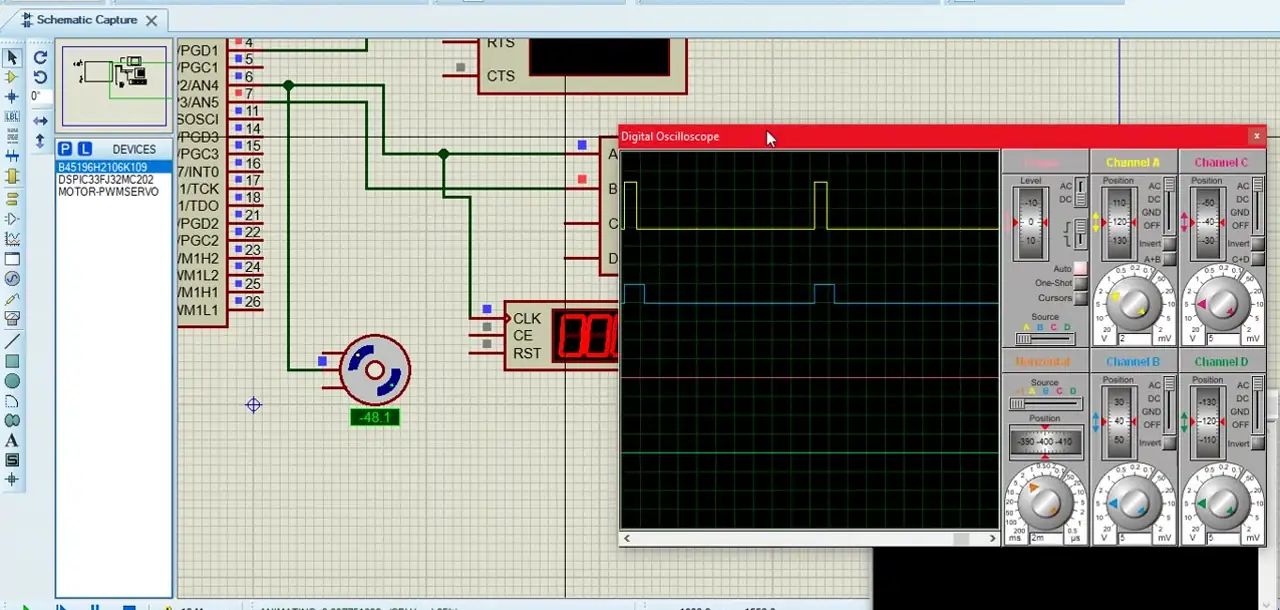 Schematic Capture
0°
LBL
A
S
P L DEVICES
B45196H2106K109
DSPIC33FJ32MC202
MOTOR-PWMSERVO
/PGD1 4
/PGC1 5
2/AN4 6
3/AN5 7
SOSCI 11
/PGD3 14
/PGC3 15
7/INT0 16
1/TCK 17
1/TDO 18
PGD2 21
PGC2 22
M1H2 23
M1L2 24
M1H1 25
M1L1 26
RTS
CTS
A
B
C
D
CLK
CE
RST
-48.1
Digital Oscilloscope
Channel A
Channel C
Level
-10
0
10
AC
DC
Auto
One-Shot
Cursors
Source
A B C D
Position
110
120
130
AC
DC
GND
OFF
Invert
A+B
V 2 mV
Position
-50
-40
-30
AC
DC
GND
OFF
Invert
C+D
V 5 mV
Horizontal
Source
A B C D
Position
-390 -400 -410
ms 2m µs
Channel B
Position
30
40
50
AC
DC
GND
OFF
Invert
V 5 mV
Channel D
Position
-130
-120
-110
AC
DC
GND
OFF
Invert
V 5 mV